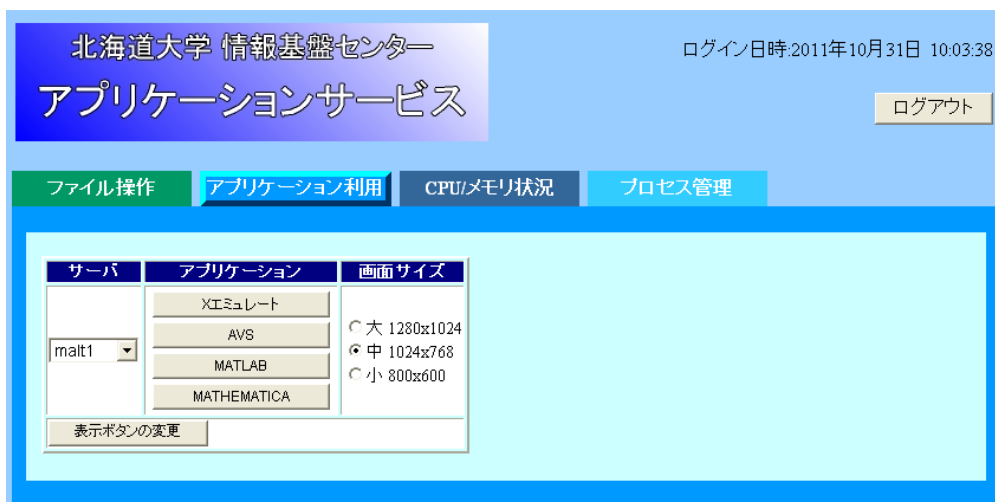 北海道大学 情報基盤センター
アプリケーションサービス
ログイン日時:2011年10月31日 10:03:38
ログアウト
ファイル操作 アプリケーション利用 CPU/メモリ状況 プロセス管理
サーバ アプリケーション 画面サイズ
malt1
Xエミュレート
AVS
MATLAB
MATHEMATICA
大 1280x1024
中 1024x768
小 800x600
表示ボタンの変更